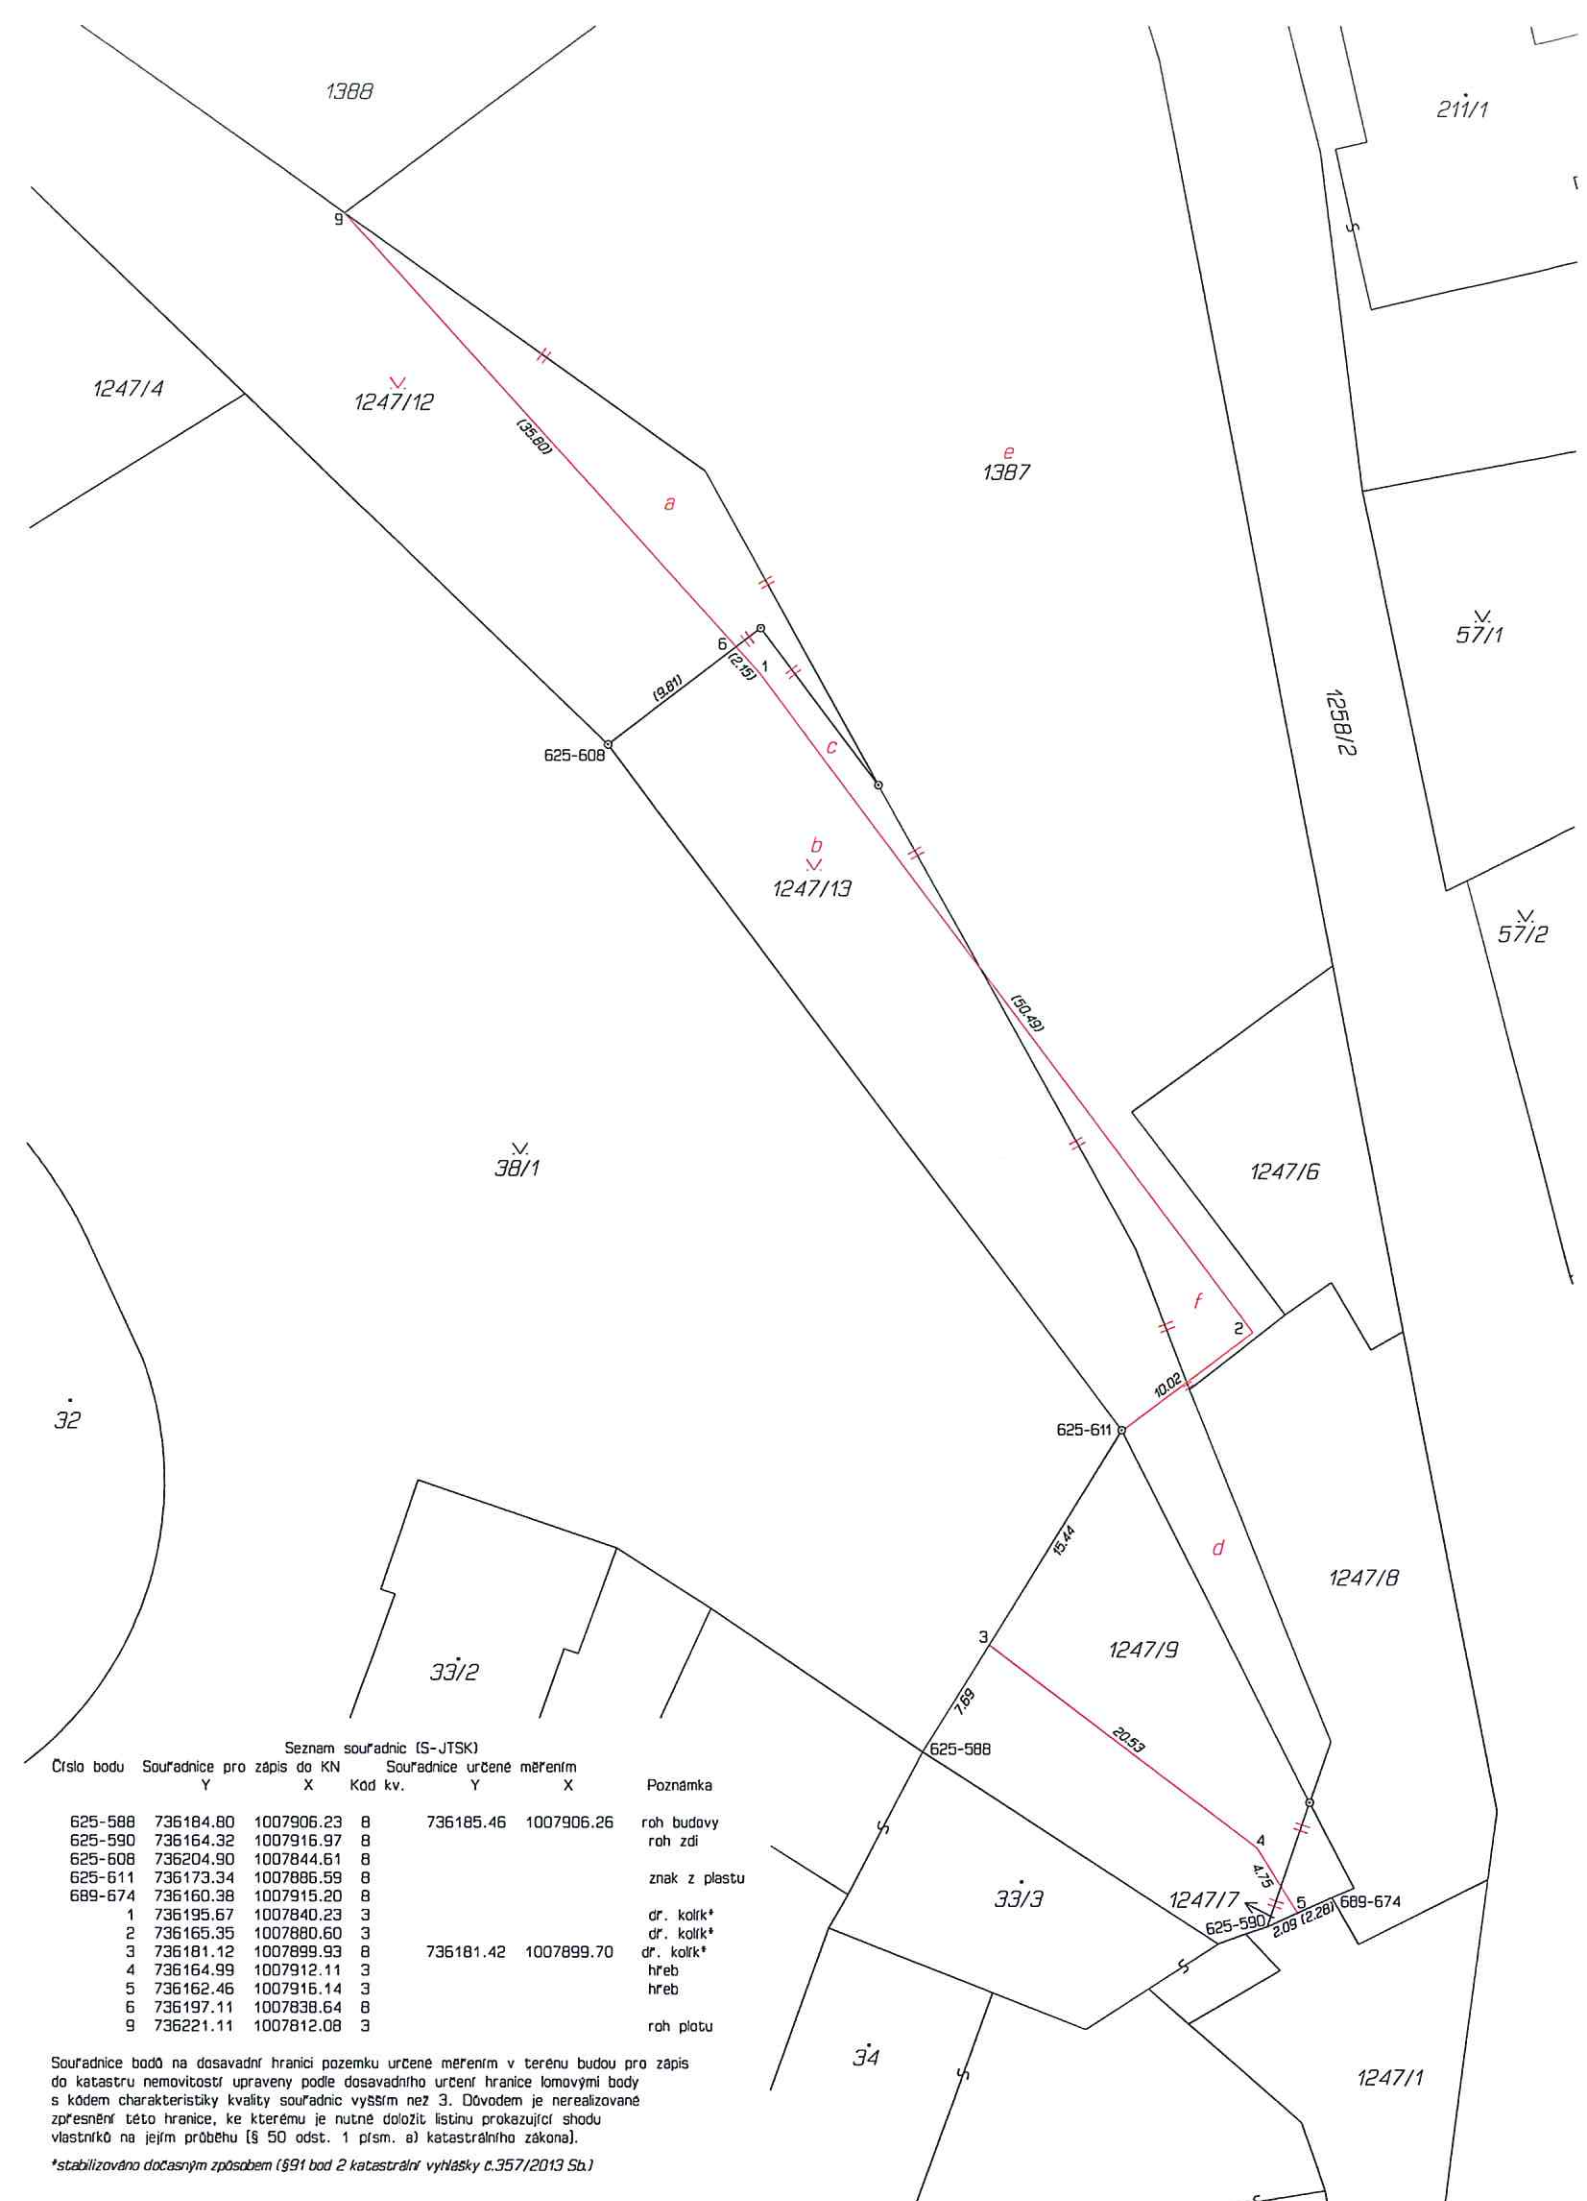 1388
211/1
9
S
1247/4
1247/12
(35.60)
e
1387
a
57/1
6
(2.15)
1
(9.81)
1258/2
c
625-608
b
1247/13
57/2
(50.49)
38/1
1247/6
f
2
10.02
32
625-611
15.44
d
1247/8
3
1247/9
33/2
7.69
20.53
625-588
4
4.75
S
33/3
1247/7
5
689-674
625-590
2.09 (2.28)
S
34
S
1247/1
Seznam souřadnic (S-JTSK)
Číslo bodu Souřadnice pro zápis do KN Souřadnice určené měřením
Y X Kód kv. Y X Poznámka
625-588 736184.80 1007906.23 8 736185.46 1007906.26 roh budovy
625-590 736164.32 1007916.97 8 roh zdi
625-608 736204.90 1007844.61 8
625-611 736173.34 1007886.59 8 znak z plastu
689-674 736160.38 1007915.20 8
1 736195.67 1007840.23 3 dř. kolík*
2 736165.35 1007880.60 3 dř. kolík*
3 736181.12 1007899.93 8 736181.42 1007899.70 dř. kolík*
4 736164.99 1007912.11 3 hřeb
5 736162.46 1007916.14 3 hřeb
6 736197.11 1007838.64 8
9 736221.11 1007812.08 3 roh plotu
Souřadnice bodů na dosavadní hranici pozemku určené měřením v terénu budou pro zápis
do katastru nemovitostí upraveny podle dosavadního určení hranice lomovými body
s kódem charakteristiky kvality souřadnic vyšším než 3. Důvodem je nerealizované
zpřesnění této hranice, ke kterému je nutné doložit listinu prokazující shodu
vlastníků na jejím průběhu [§ 50 odst. 1 písm. a) katastrálního zákona].
*stabilizováno dočasným způsobem (§91 bod 2 katastrální vyhlášky č.357/2013 Sb.)